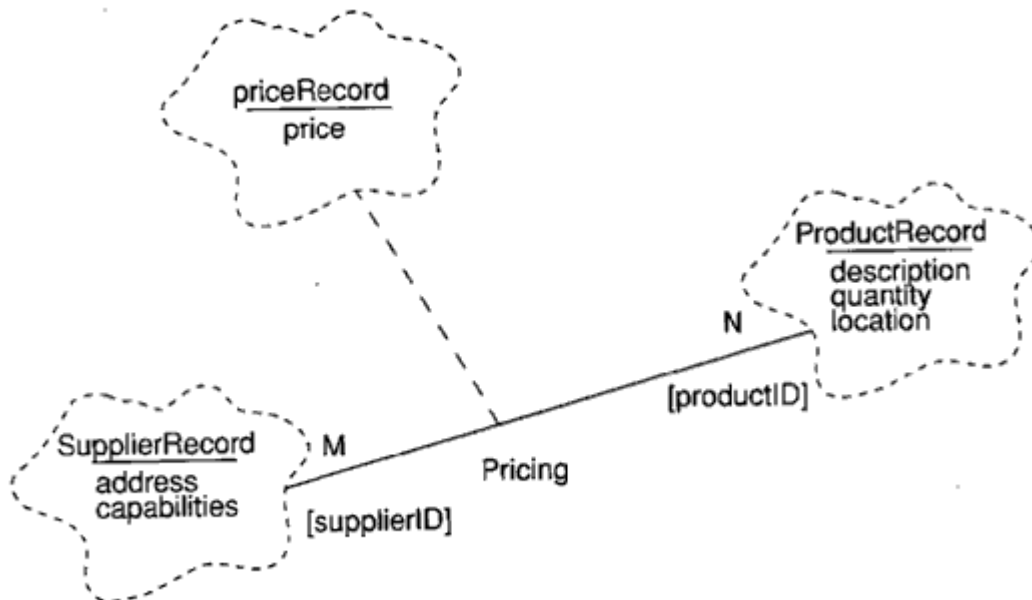 priceRecord
price
ProductRecord
description
quantity
location
N
[productID]
SupplierRecord
address
capabilities
M
Pricing
[supplierID]